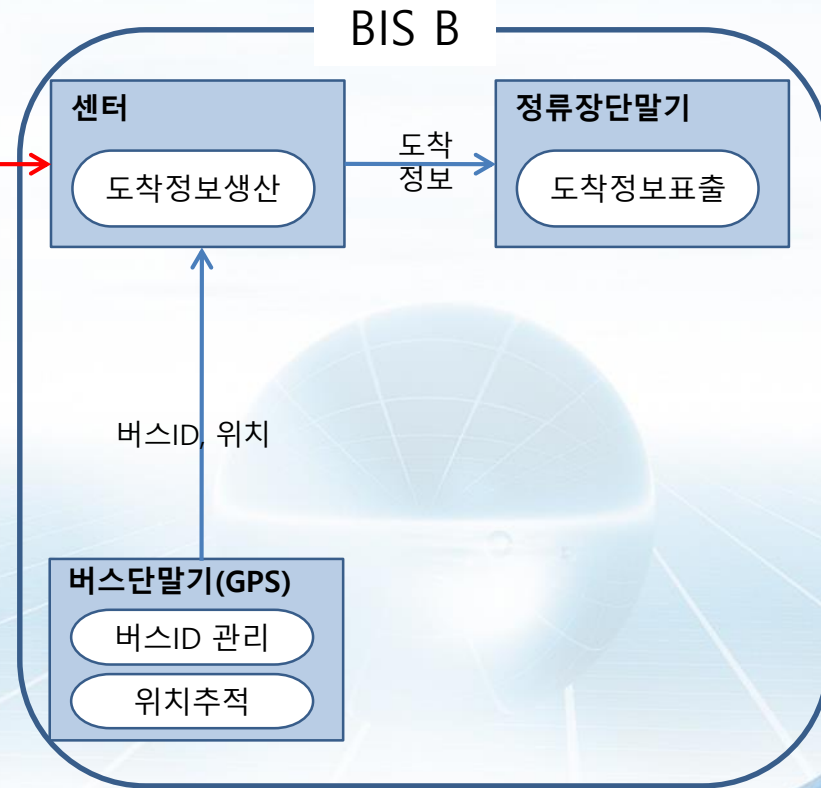 BIS B
센터
도착정보생산
도착
정보
정류장단말기
도착정보표출
버스ID, 위치
버스단말기(GPS)
버스ID 관리
위치추적